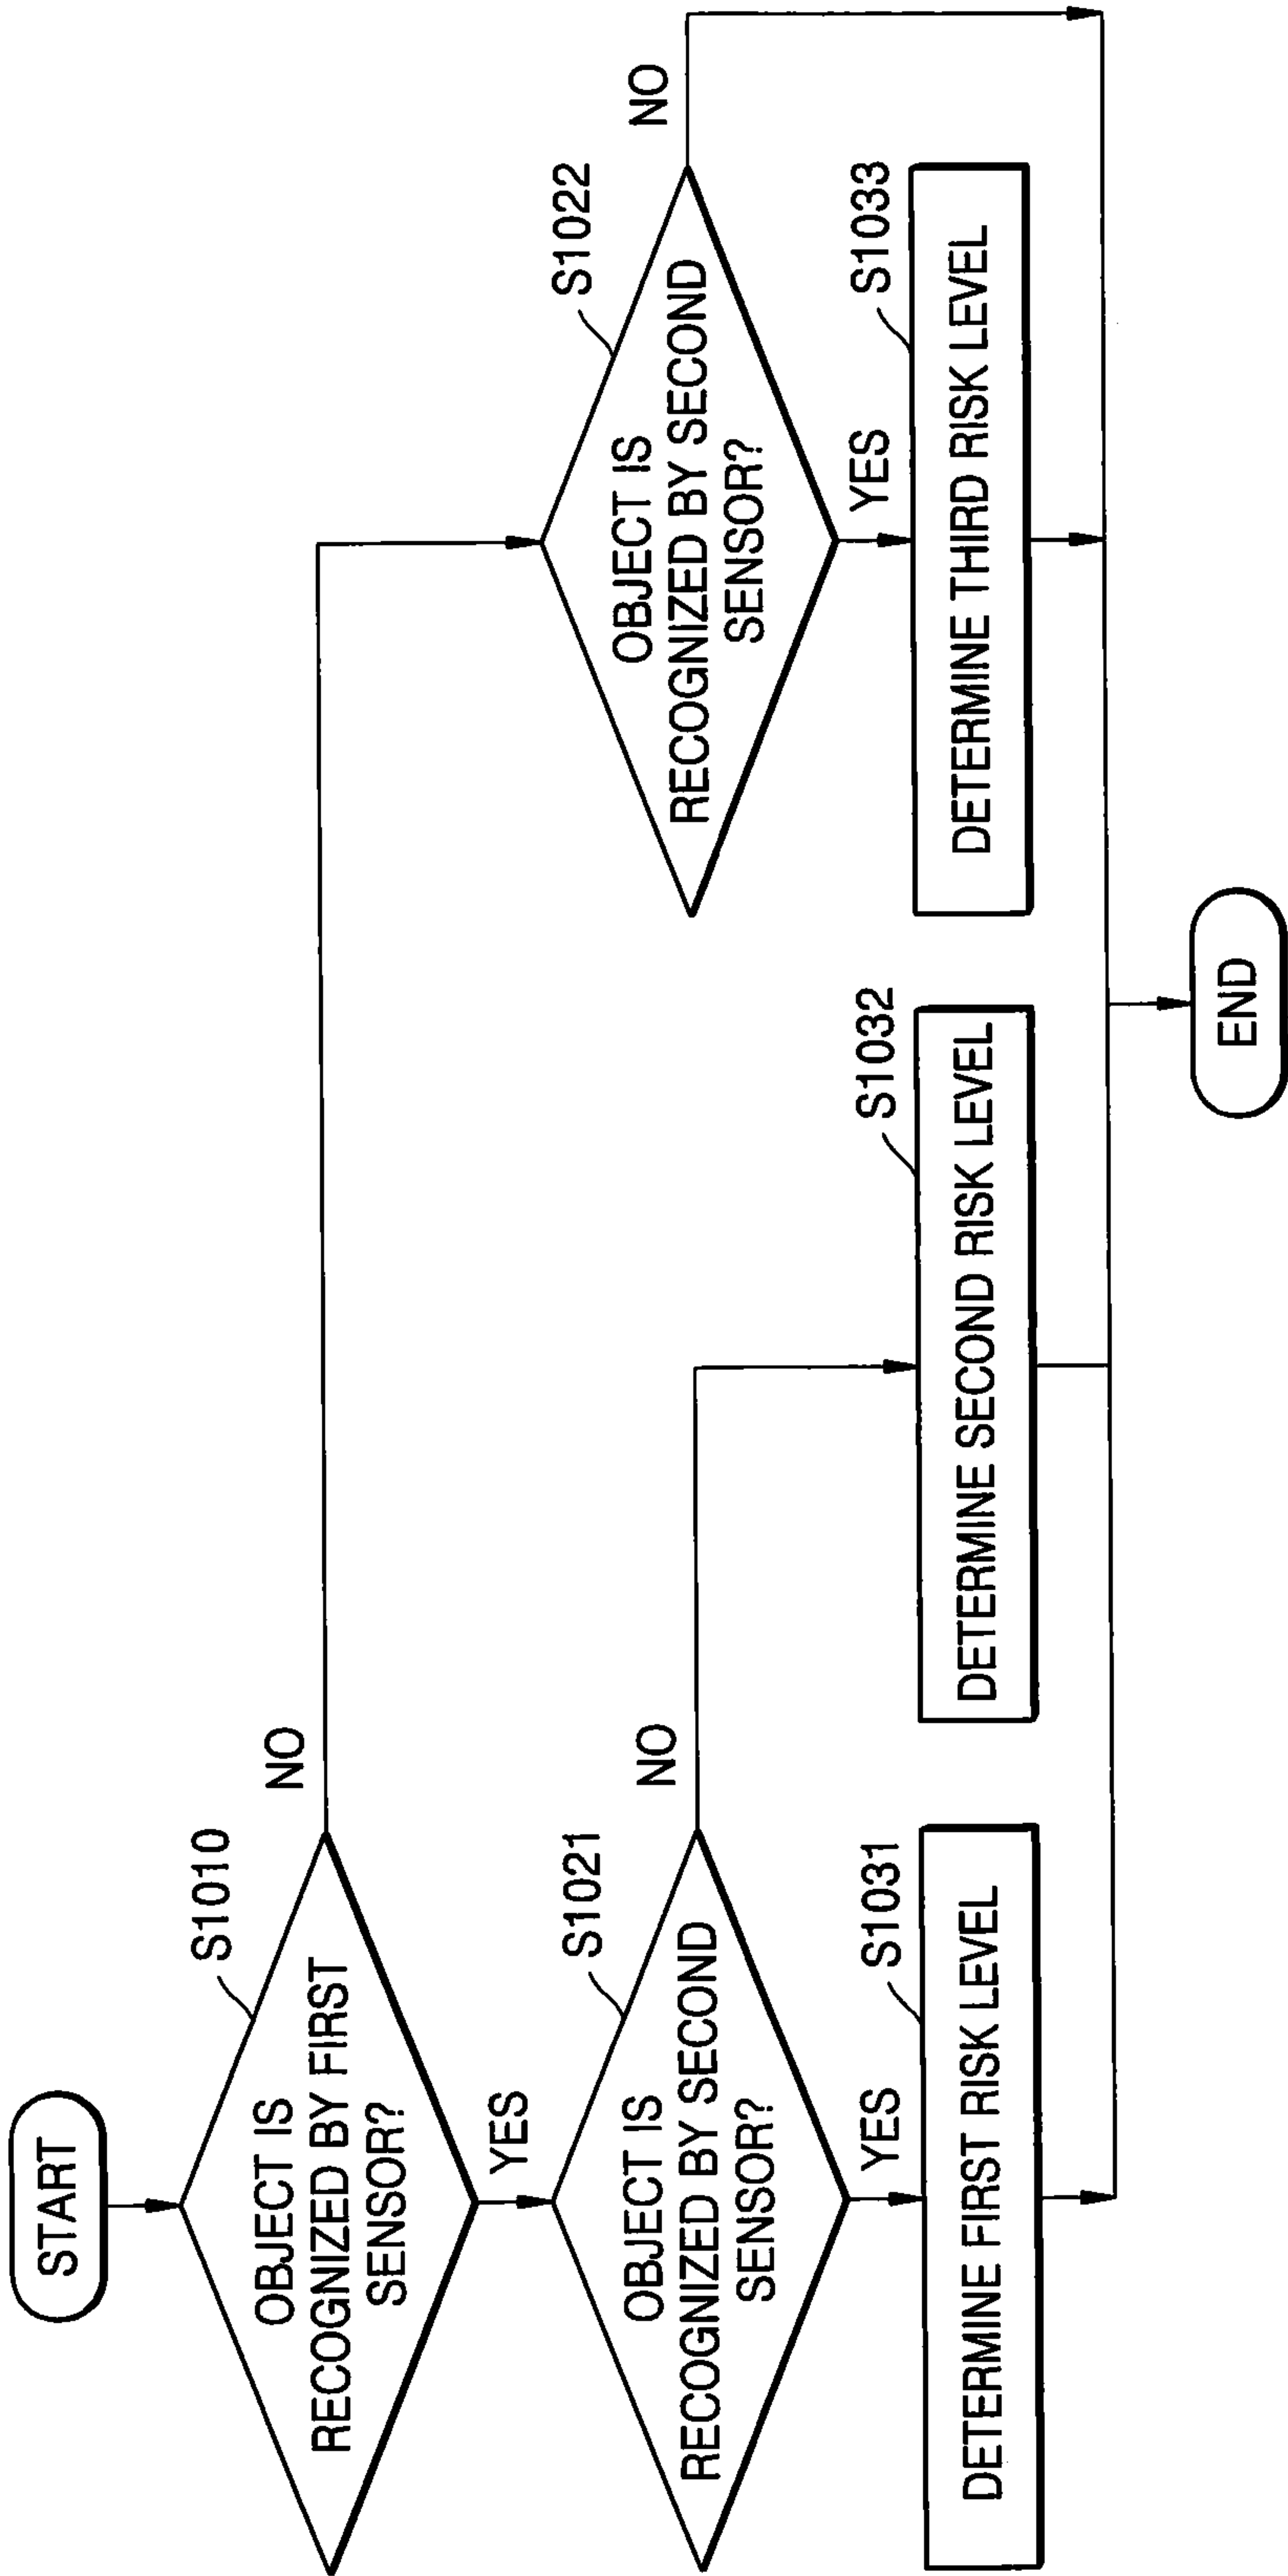 START
OBJECT IS
RECOGNIZED BY FIRST
SENSOR?
S1010
NO
YES
OBJECT IS
RECOGNIZED BY SECOND
SENSOR?
S1021
NO
YES
OBJECT IS
RECOGNIZED BY SECOND
SENSOR?
S1022
NO
YES
DETERMINE FIRST RISK LEVEL
S1031
DETERMINE SECOND RISK LEVEL
S1032
DETERMINE THIRD RISK LEVEL
S1033
END